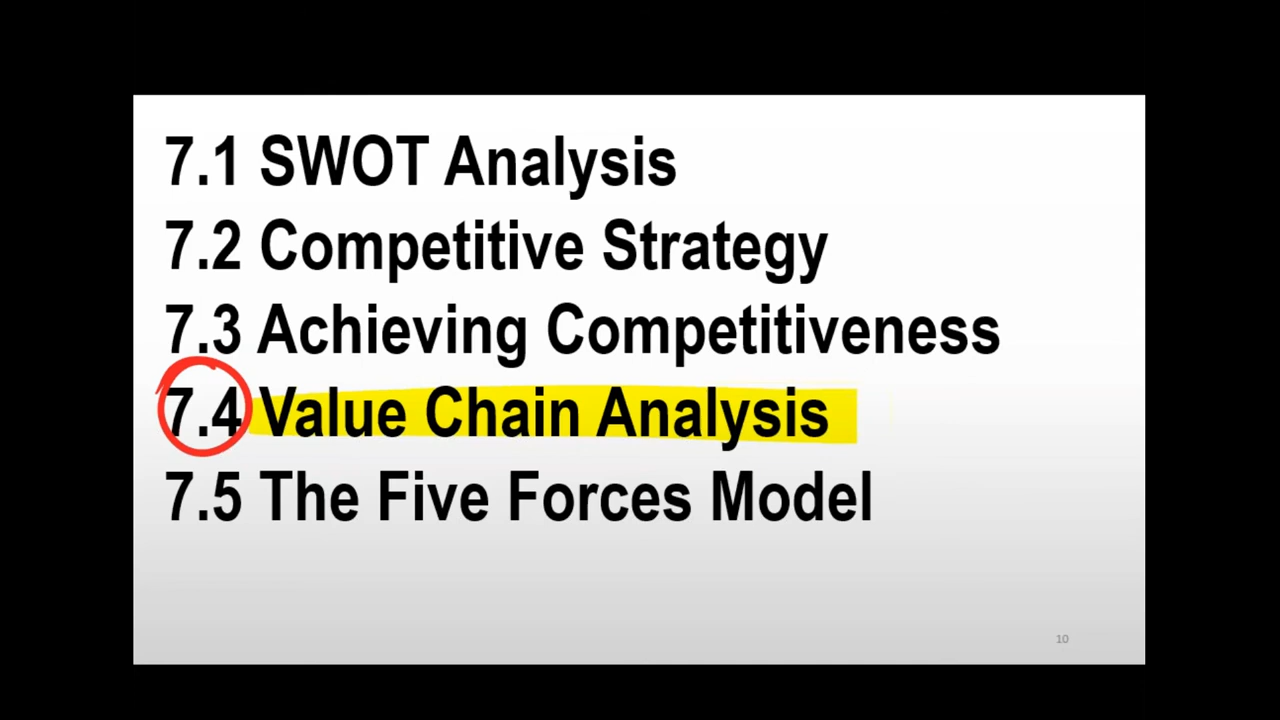 7.1 SWOT Analysis
7.2 Competitive Strategy
7.3 Achieving Competitiveness
7.4 Value Chain Analysis
7.5 The Five Forces Model
10